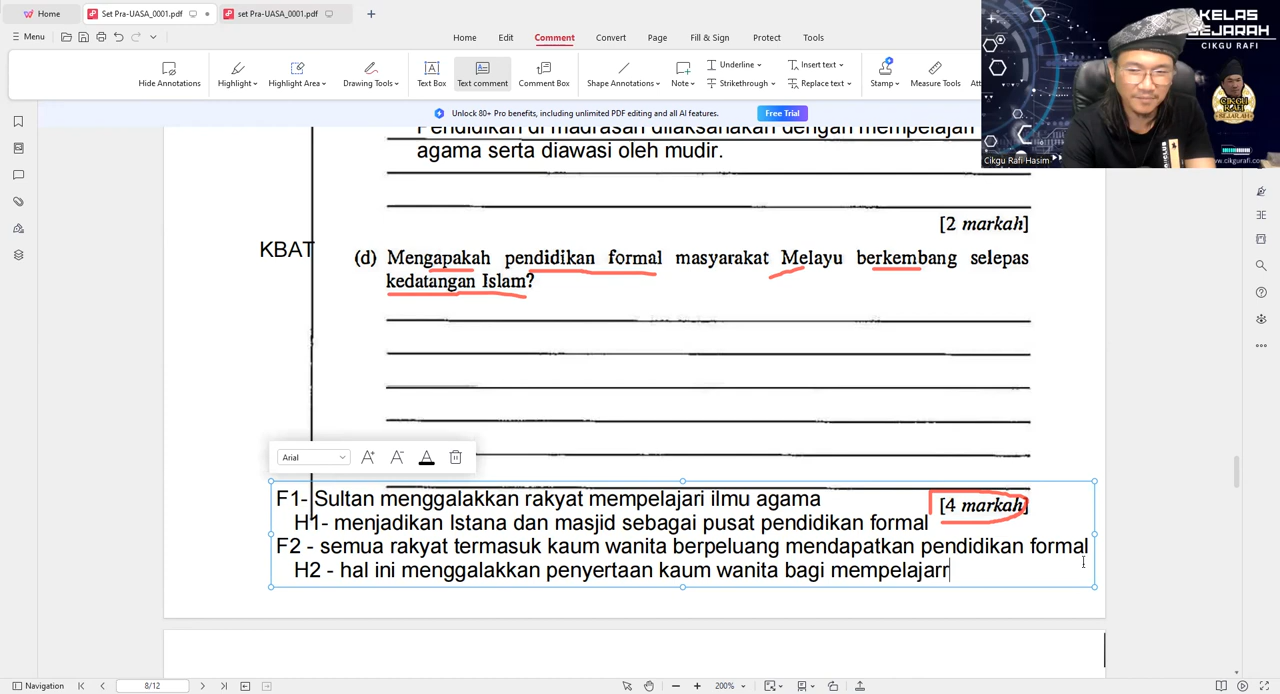 Home
Set Pra-UASA_0001.pdf
set Pra-UASA_0001.pdf
Menu
Home Edit Comment Convert Page Fill & Sign Protect Tools
Hide Annotations Highlight Highlight Area Drawing Tools Text Box Text comment Comment Box Shape Annotations Note Underline Strikethrough Insert text Replace text Stamp Measure Tools
Unlock 80+ Pro benefits, including unlimited PDF editing and all AI features. Free Trial
KELAS
SEJARAH
CIKGU RAFI
CIKGU
RAFI
SEJARAH
Cikgu Rafi Hasim
Pendidikan di madrasah dilaksanakan dengan mempelajari
agama serta diawasi oleh mudir.
[2 markah]
KBAT
(d) Mengapakah pendidikan formal masyarakat Melayu berkembang selepas
kedatangan Islam?
Arial
F1- Sultan menggalakkan rakyat mempelajari ilmu agama
[4 markah]
H1- menjadikan Istana dan masjid sebagai pusat pendidikan formal
F2 - semua rakyat termasuk kaum wanita berpeluang mendapatkan pendidikan formal
H2 - hal ini menggalakkan penyertaan kaum wanita bagi mempelajarr
Navigation 8/12 200%